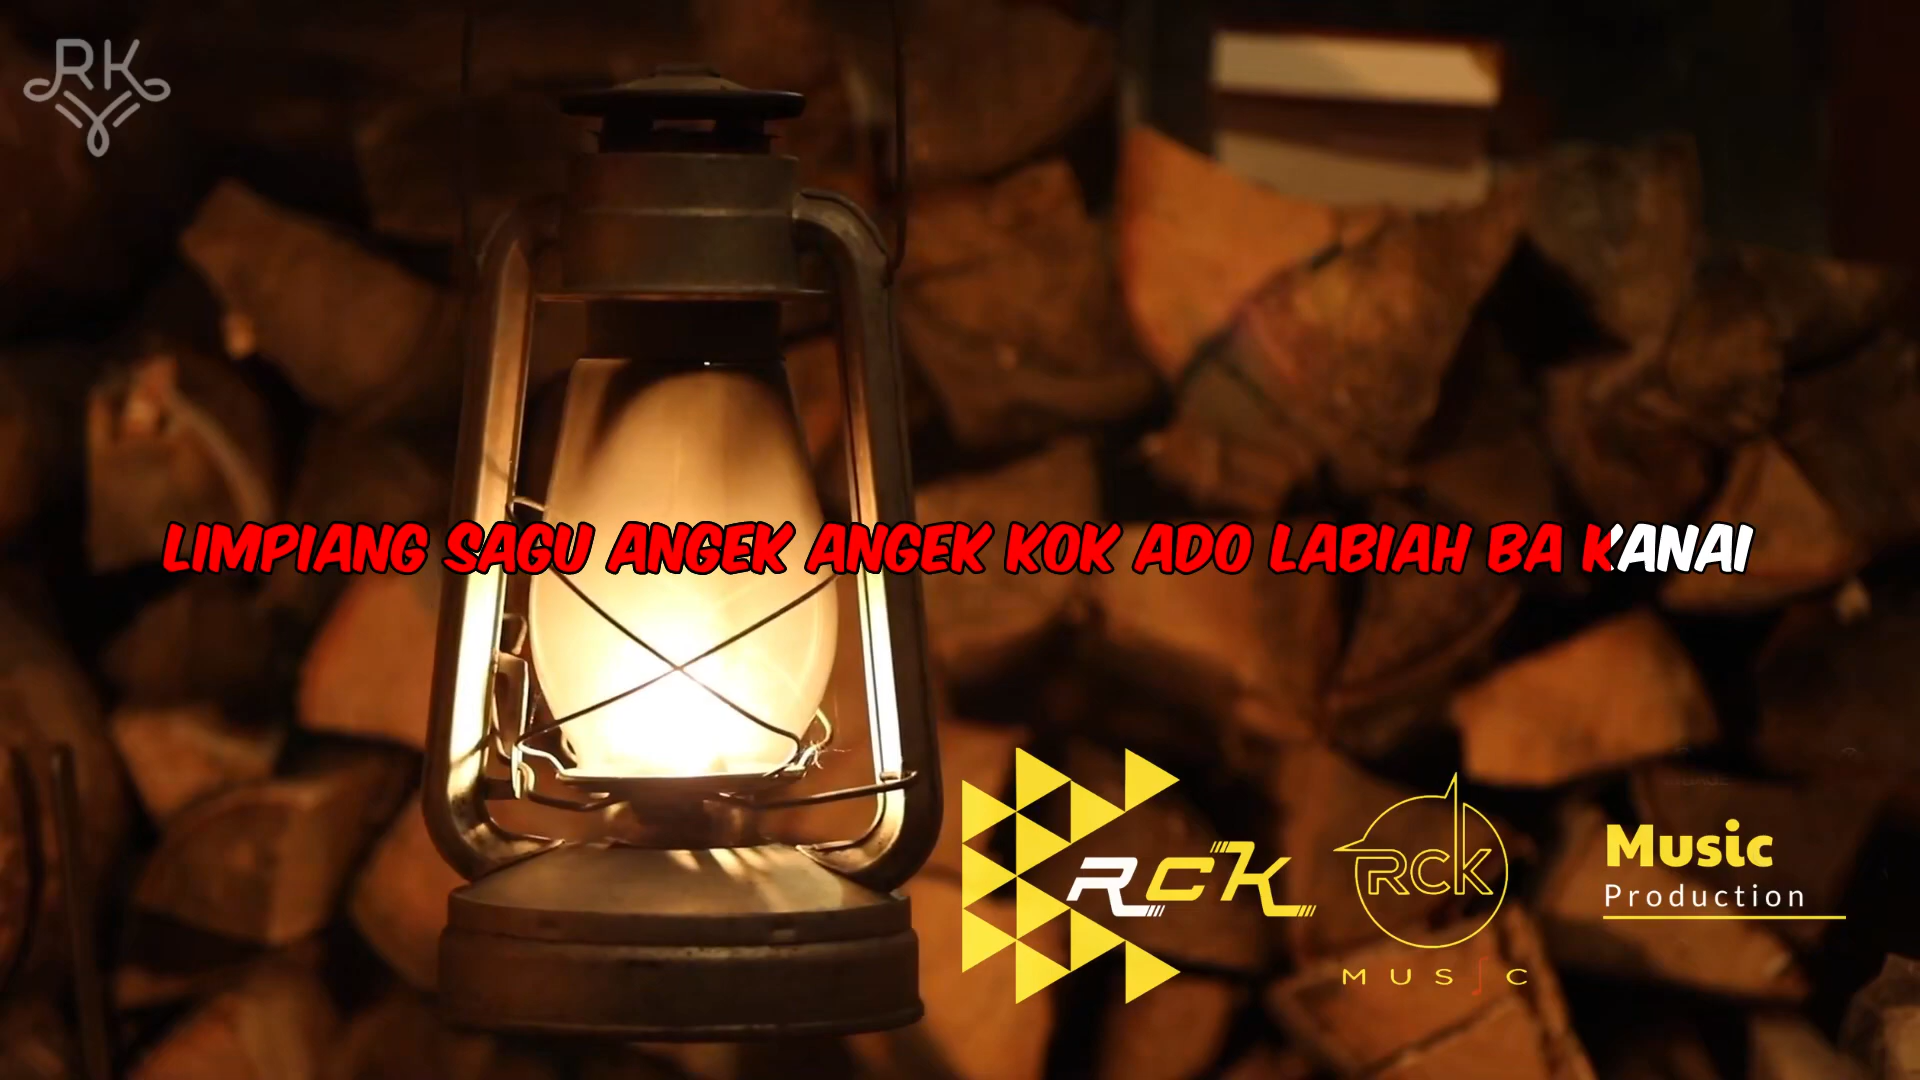 RK
LIMPIANG SAGU ANGEK ANGEK KOK ADO LABIAH BA KANAI
RCK
RCK
MUSIC
Music
Production